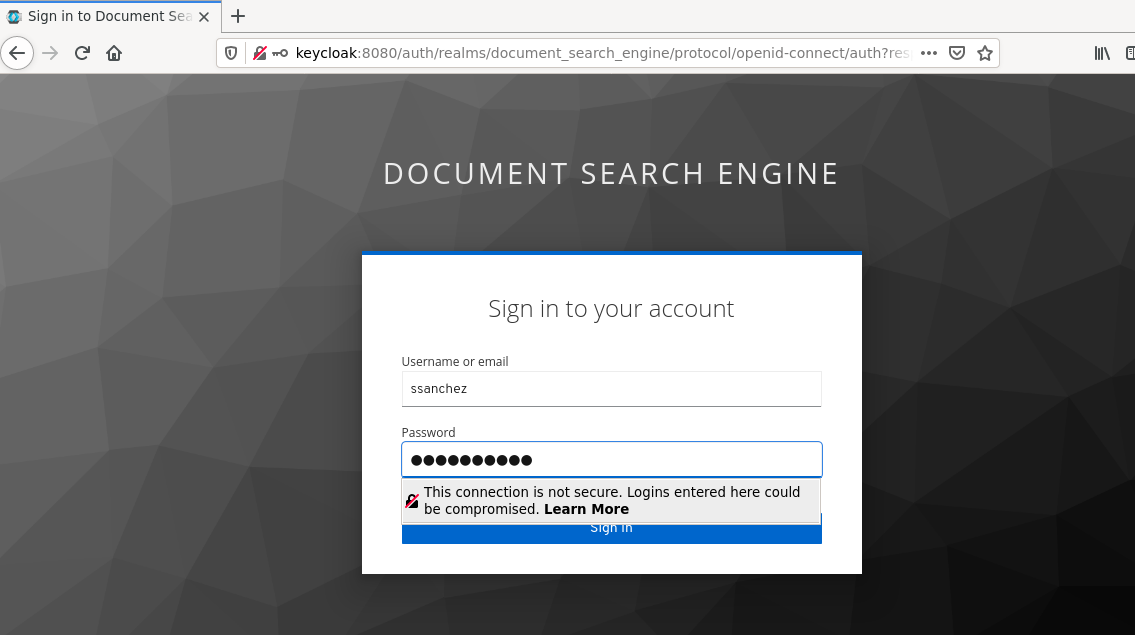 Sign in to Document Sea
keycloak:8080/auth/realms/document_search_engine/protocol/openid-connect/auth?res
DOCUMENT SEARCH ENGINE
Sign in to your account
Username or email
ssanchez
Password
This connection is not secure. Logins entered here could
be compromised. Learn More
Sign In